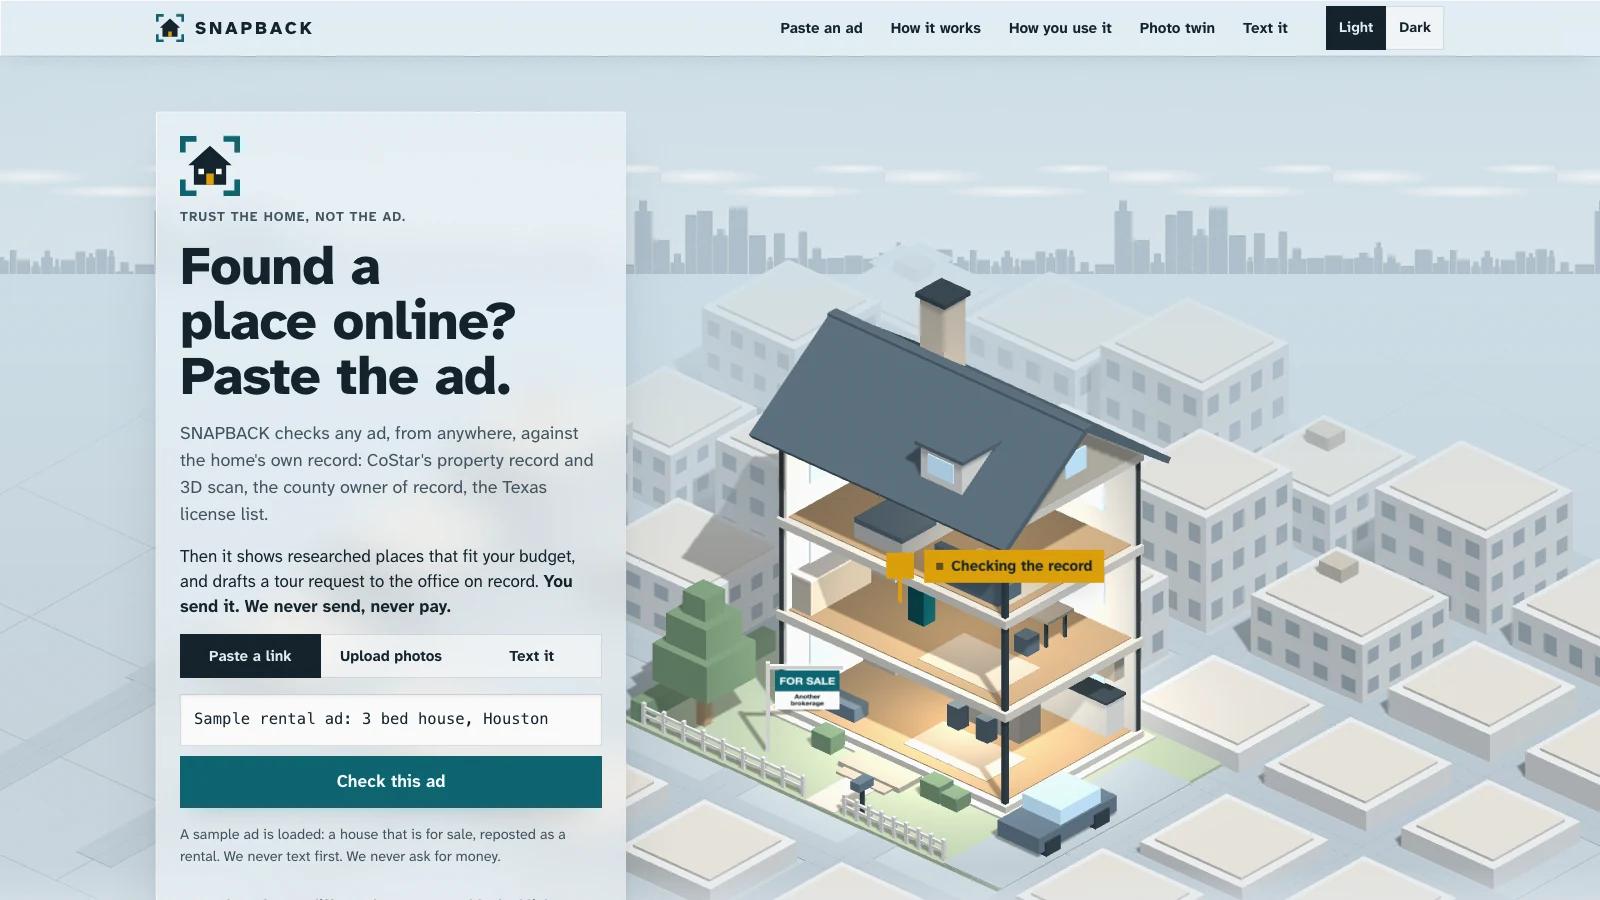 SNAPBACK
Paste an ad
How it works
How you use it
Photo twin
Text it
Light
Dark
TRUST THE HOME, NOT THE AD.
Found a
place online?
Paste the ad.
SNAPBACK checks any ad, from anywhere, against
the home's own record: CoStar's property record and
3D scan, the county owner of record, the Texas
license list.
Then it shows researched places that fit your budget,
and drafts a tour request to the office on record. You
send it. We never send, never pay.
Paste a link
Upload photos
Text it
Sample rental ad: 3 bed house, Houston
Check this ad
A sample ad is loaded: a house that is for sale, reposted as a
rental. We never text first. We never ask for money.
Checking the record
FOR SALE
Another
brokerage